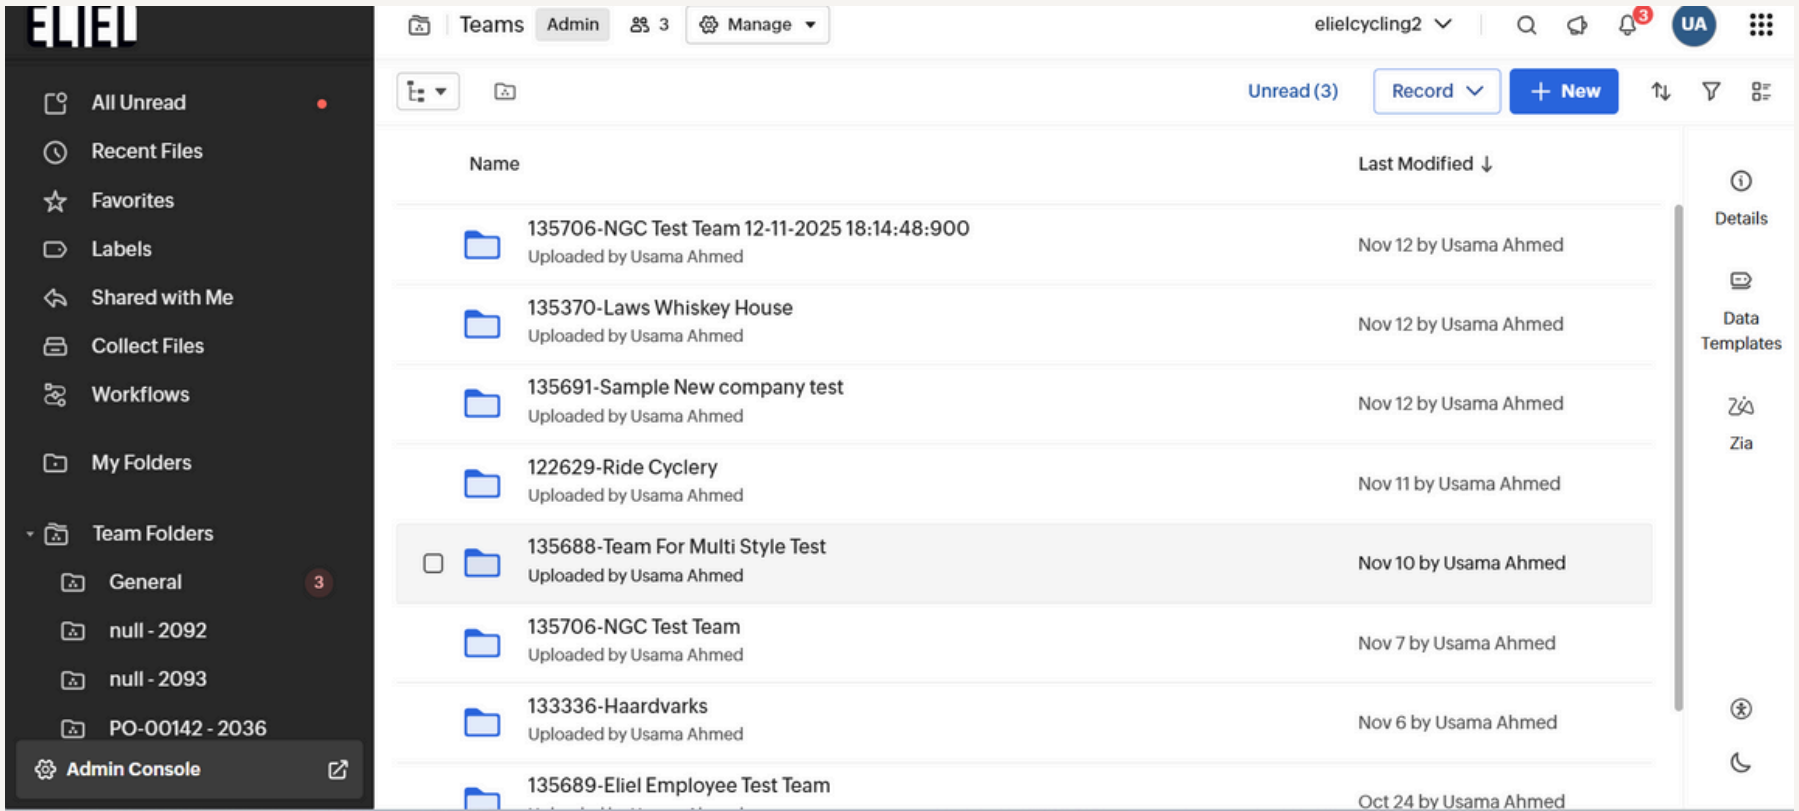 ELIEL
All Unread
Recent Files
Favorites
Labels
Shared with Me
Collect Files
Workflows
My Folders
Team Folders
General 3
null - 2092
null - 2093
PO-00142 - 2036
Admin Console
Teams Admin 3 Manage
elielcycling2 3 UA
Unread (3) Record + New
Name Last Modified ↓
135706-NGC Test Team 12-11-2025 18:14:48:900
Uploaded by Usama Ahmed
Nov 12 by Usama Ahmed
135370-Laws Whiskey House
Uploaded by Usama Ahmed
Nov 12 by Usama Ahmed
135691-Sample New company test
Uploaded by Usama Ahmed
Nov 12 by Usama Ahmed
122629-Ride Cyclery
Uploaded by Usama Ahmed
Nov 11 by Usama Ahmed
135688-Team For Multi Style Test
Uploaded by Usama Ahmed
Nov 10 by Usama Ahmed
135706-NGC Test Team
Uploaded by Usama Ahmed
Nov 7 by Usama Ahmed
133336-Haardvarks
Uploaded by Usama Ahmed
Nov 6 by Usama Ahmed
135689-Eliel Employee Test Team
Oct 24 by Usama Ahmed
Details
Data
Templates
Zia